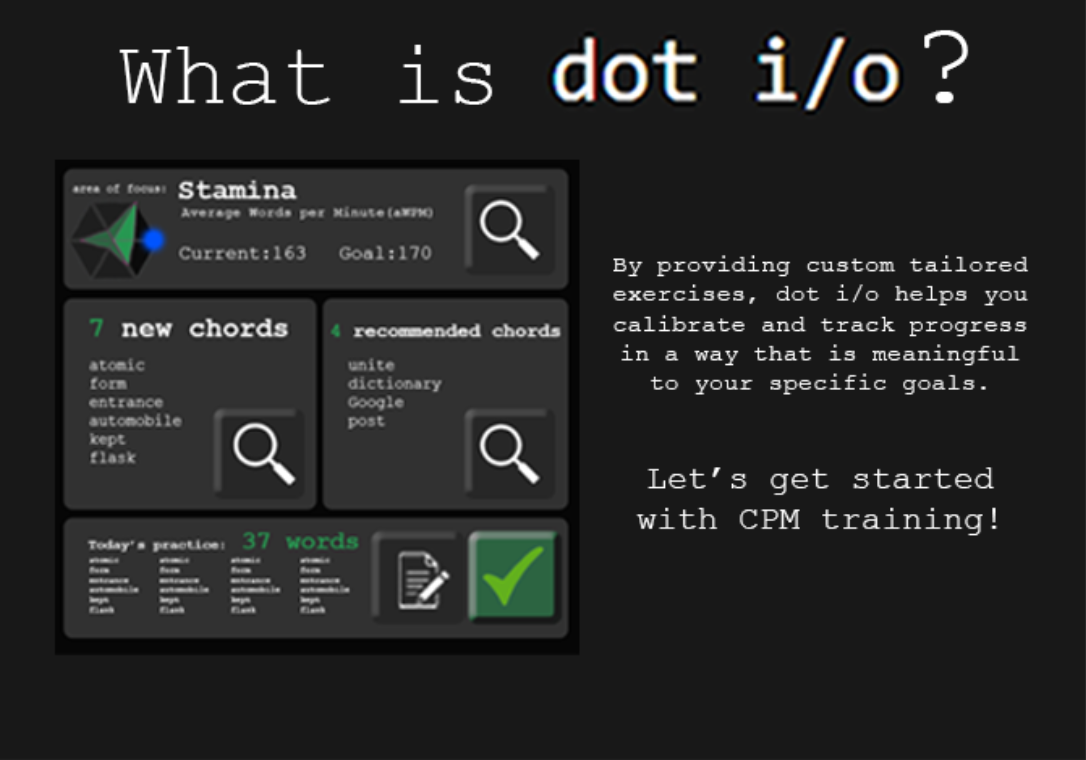 What is dot i/o?
area of focus: Stamina
Average Words per Minute(aWPM)
Current:163 Goal:170
7 new chords
atomic
form
entrance
automobile
kept
flask
4 recommended chords
unite
dictionary
Google
post
Today's practice: 37 words
atomic atomic atomic atomic
form form form form
entrance entrance entrance entrance
automobile automobile automobile automobile
kept kept kept kept
flask flask flask flask
By providing custom tailored
exercises, dot i/o helps you
calibrate and track progress
in a way that is meaningful
to your specific goals.
Let's get started
with CPM training!